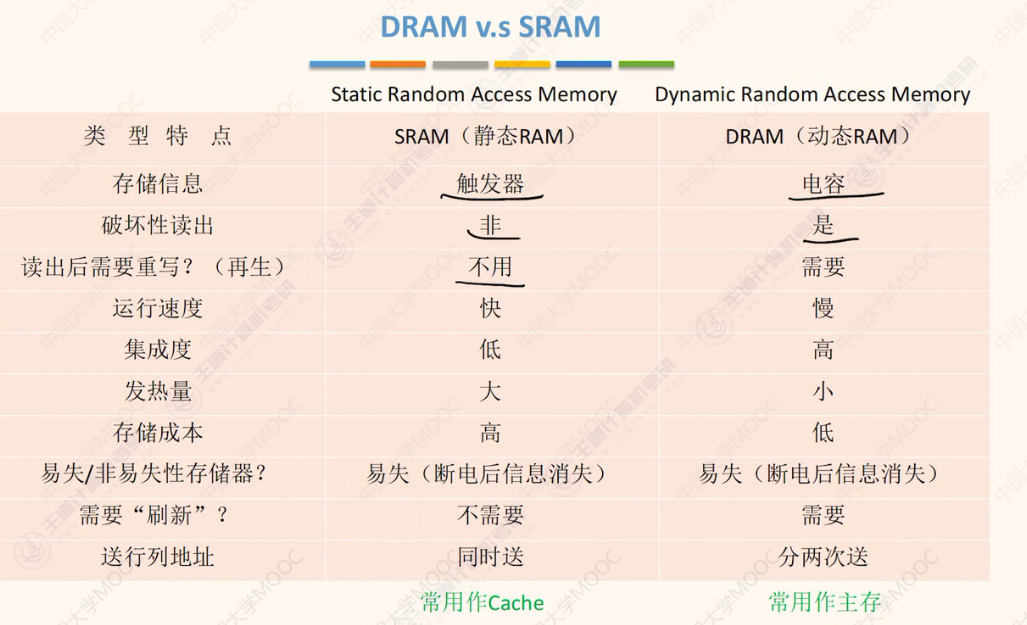 DRAM v.s SRAM
Static Random Access Memory Dynamic Random Access Memory
类 型 特 点 SRAM（静态RAM） DRAM（动态RAM）
存储信息 触发器 电容
破坏性读出 非 是
读出后需要重写？（再生） 不用 需要
运行速度 快 慢
集成度 低 高
发热量 大 小
存储成本 高 低
易失/非易失性存储器？ 易失（断电后信息消失） 易失（断电后信息消失）
需要“刷新”？ 不需要 需要
送行列地址 同时送 分两次送
常用作Cache 常用作主存
中国大学MOOC
王道计算机考研